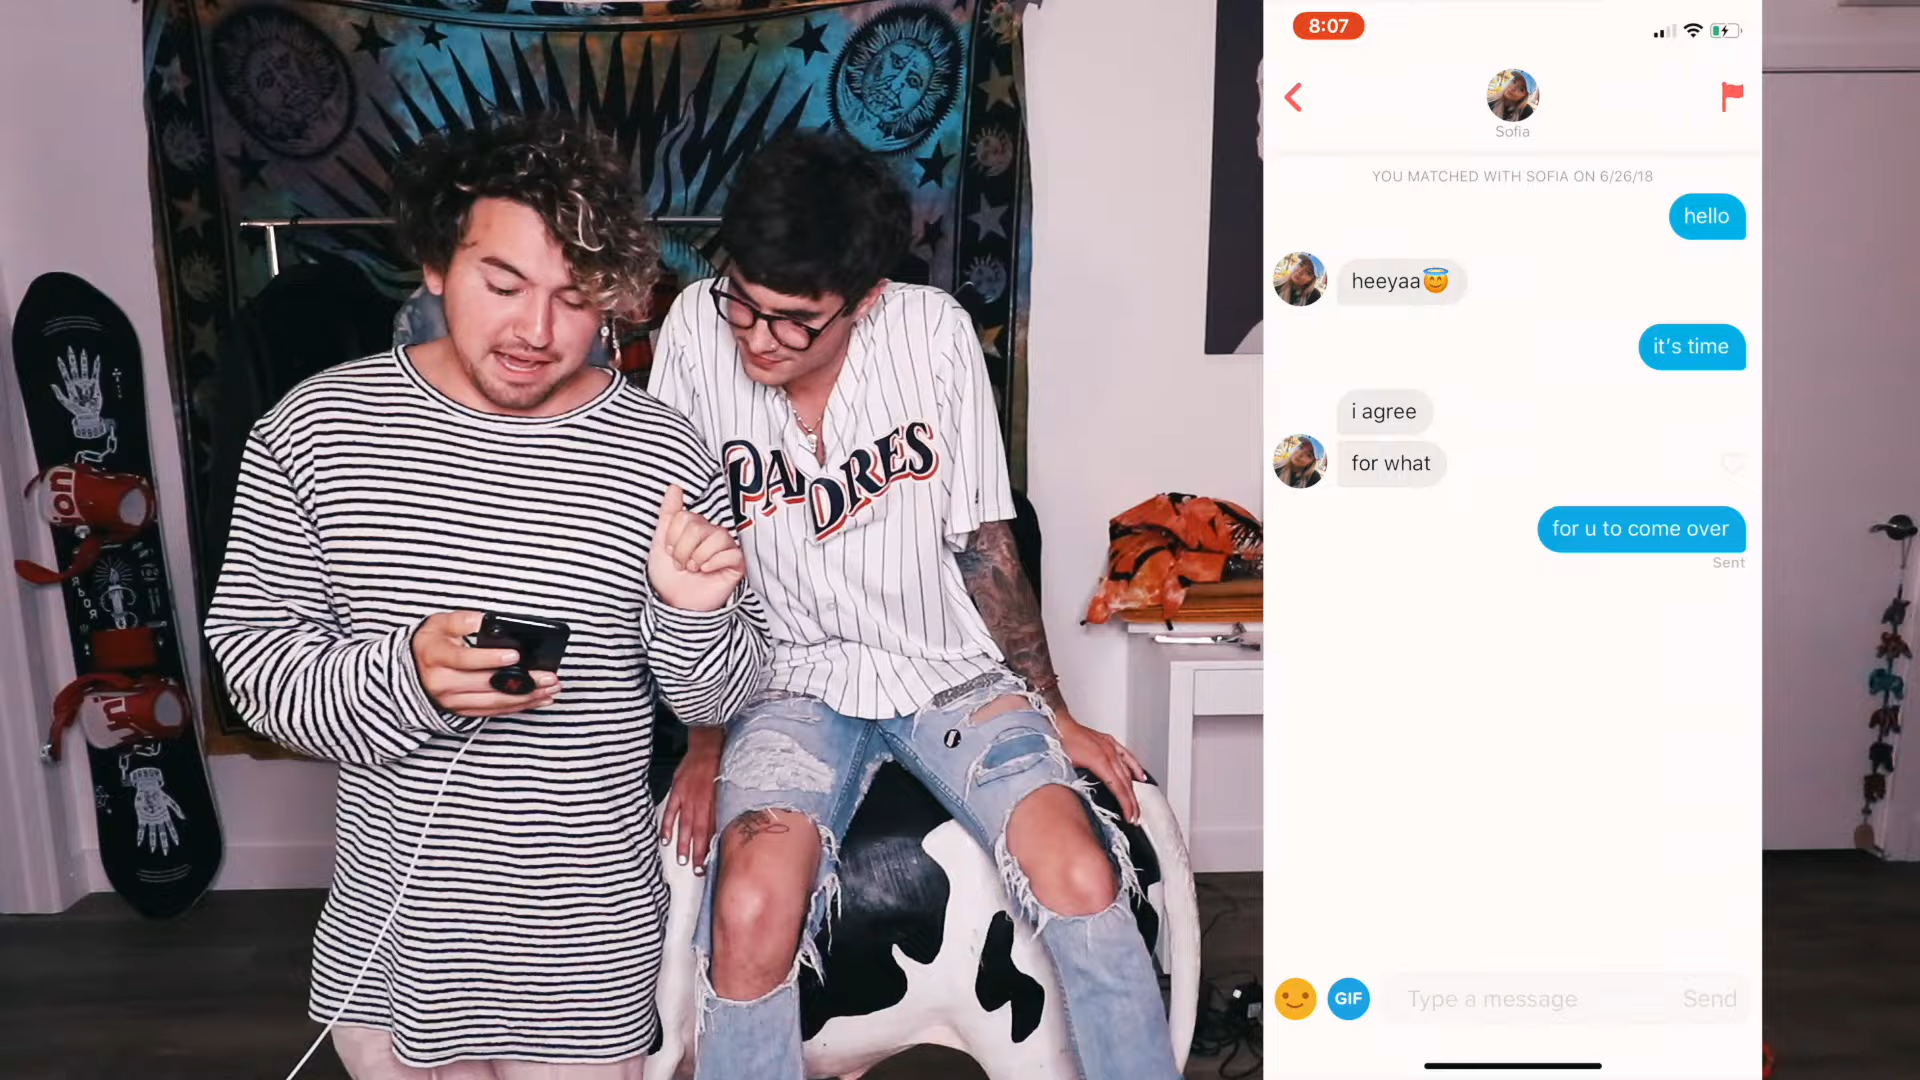 8:07
Sofia
YOU MATCHED WITH SOFIA ON 6/26/18
hello
heeyaa😇
it's time
i agree
for what
for u to come over
Sent
GIF
Type a message
Send
PADRES